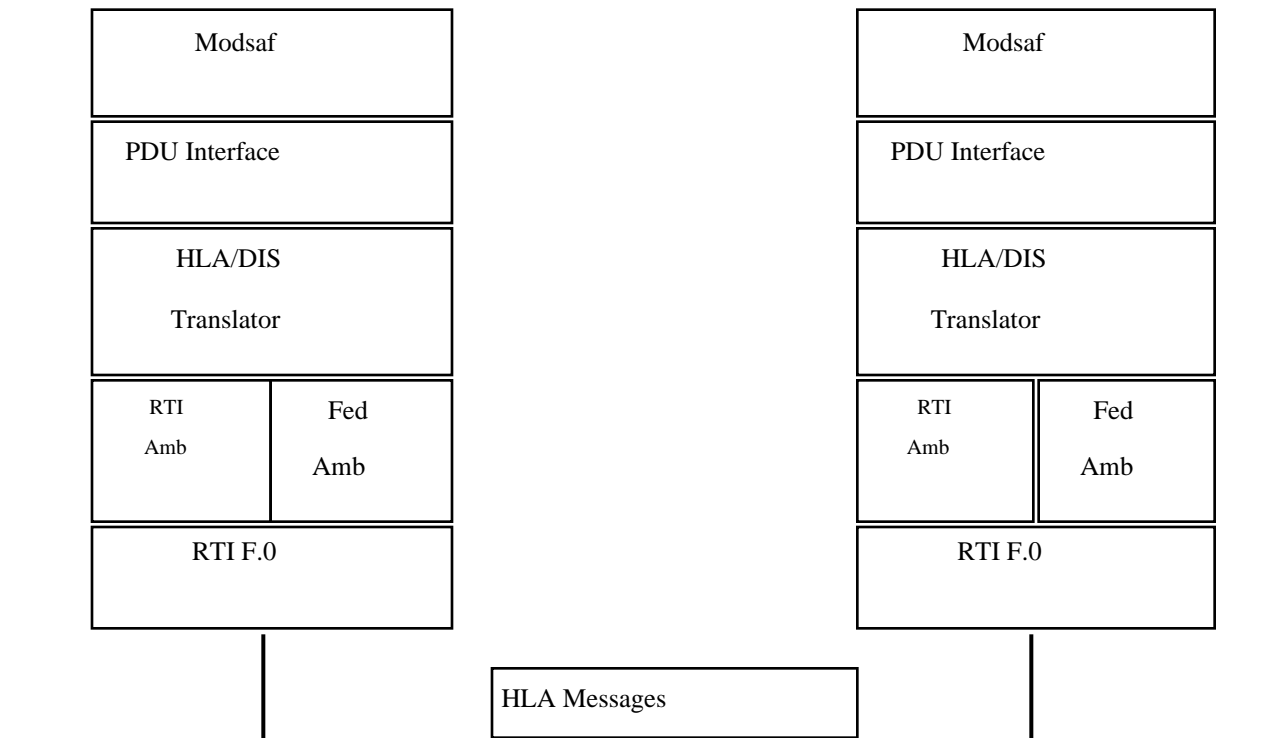 Modsaf
PDU Interface
HLA/DIS
Translator
RTI
Amb
Fed
Amb
RTI F.0
Modsaf
PDU Interface
HLA/DIS
Translator
RTI
Amb
Fed
Amb
RTI F.0
HLA Messages